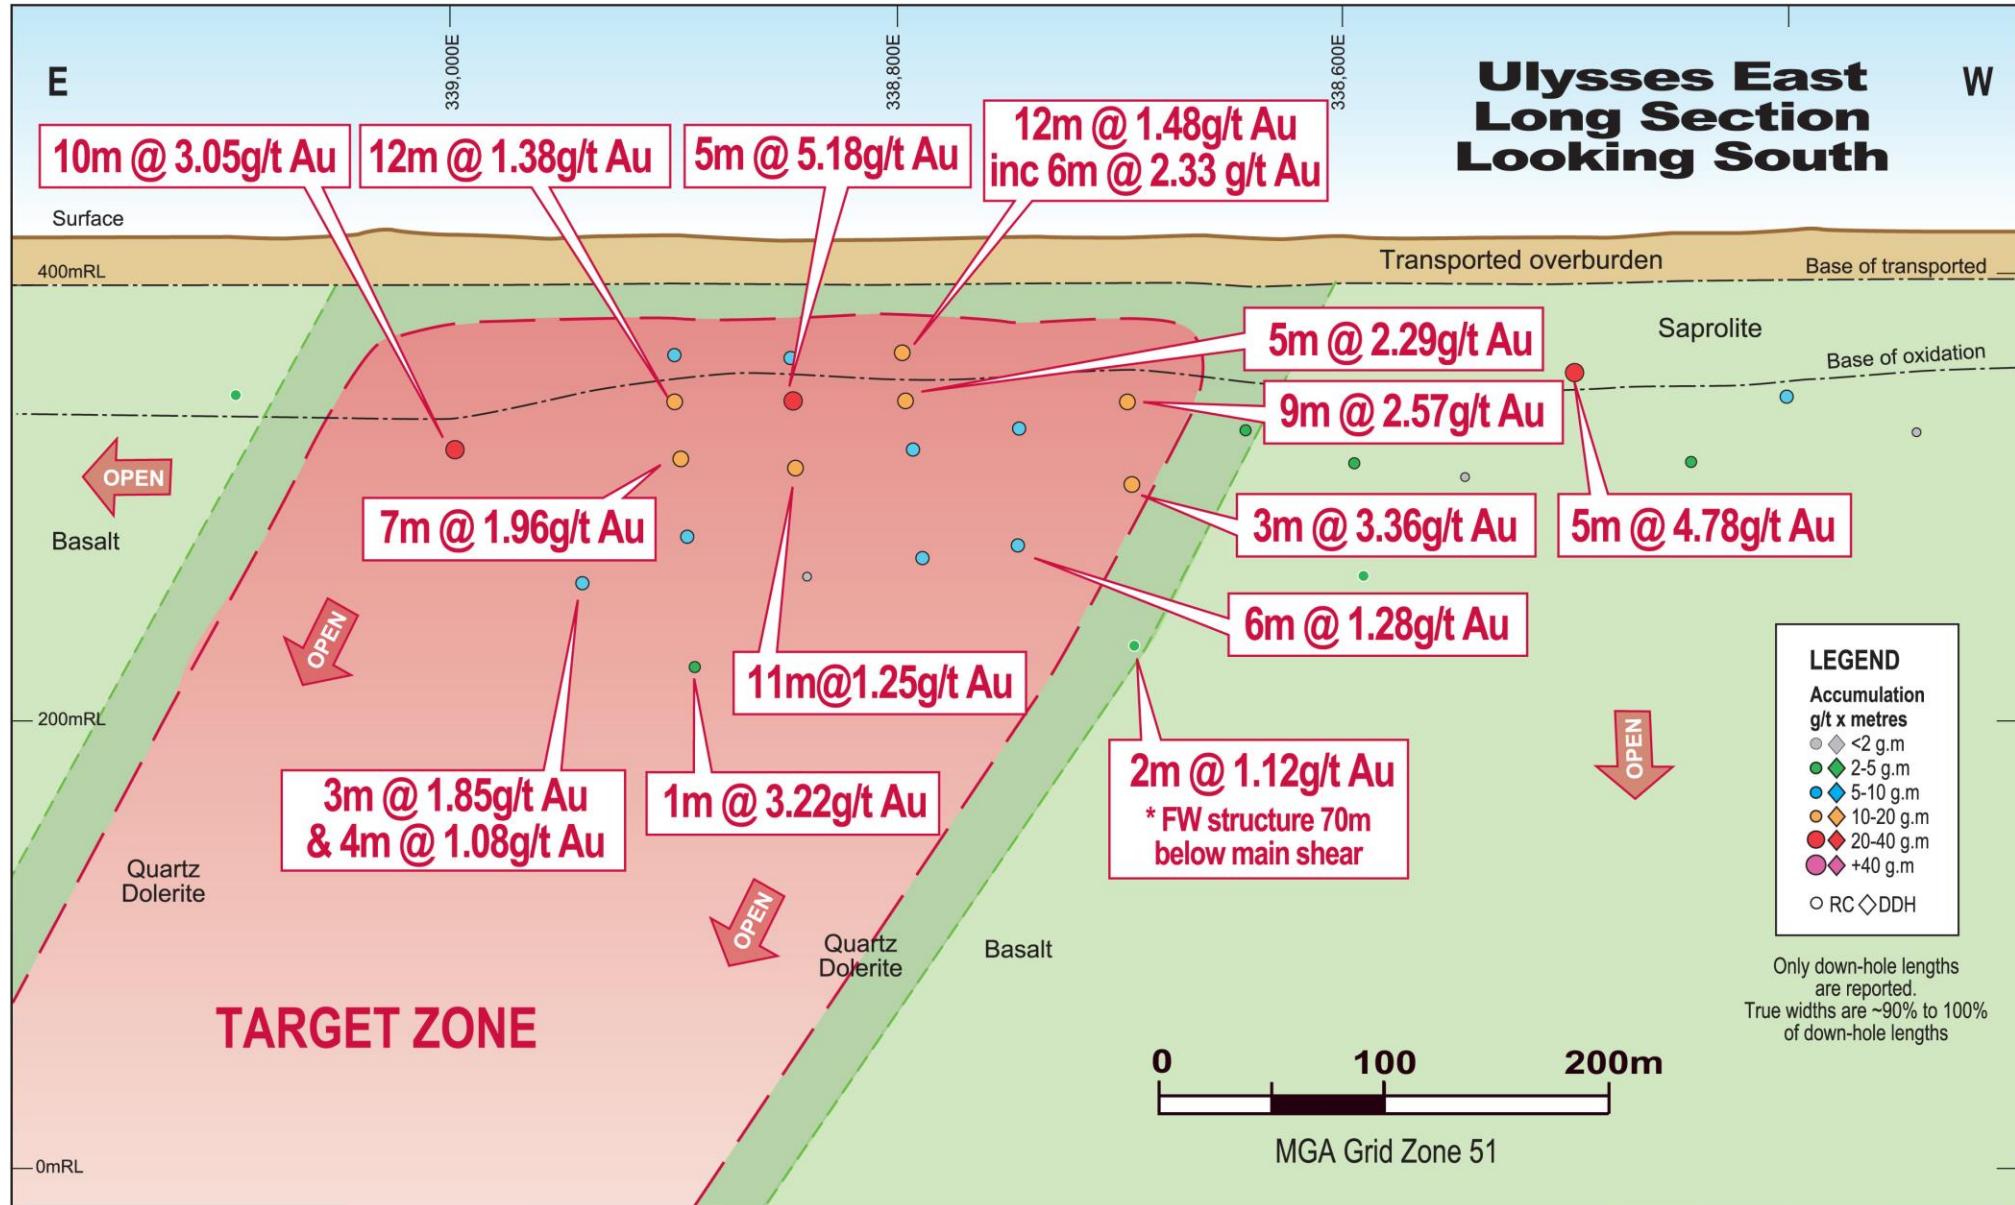 E
339,000E
338,800E
338,600E
W
Ulysses East
Long Section
Looking South
10m @ 3.05g/t Au
12m @ 1.38g/t Au
5m @ 5.18g/t Au
12m @ 1.48g/t Au
inc 6m @ 2.33 g/t Au
Surface
400mRL
Transported overburden
Base of transported
Saprolite
Base of oxidation
5m @ 2.29g/t Au
9m @ 2.57g/t Au
OPEN
Basalt
7m @ 1.96g/t Au
3m @ 3.36g/t Au
5m @ 4.78g/t Au
6m @ 1.28g/t Au
OPEN
11m@1.25g/t Au
200mRL
3m @ 1.85g/t Au
& 4m @ 1.08g/t Au
1m @ 3.22g/t Au
2m @ 1.12g/t Au
* FW structure 70m
below main shear
OPEN
LEGEND
Accumulation
g/t x metres
<2 g.m
2-5 g.m
5-10 g.m
10-20 g.m
20-40 g.m
+40 g.m
RC DDH
Only down-hole lengths
are reported.
True widths are ~90% to 100%
of down-hole lengths
Quartz
Dolerite
OPEN
Quartz
Dolerite
Basalt
TARGET ZONE
0 100 200m
MGA Grid Zone 51
0mRL